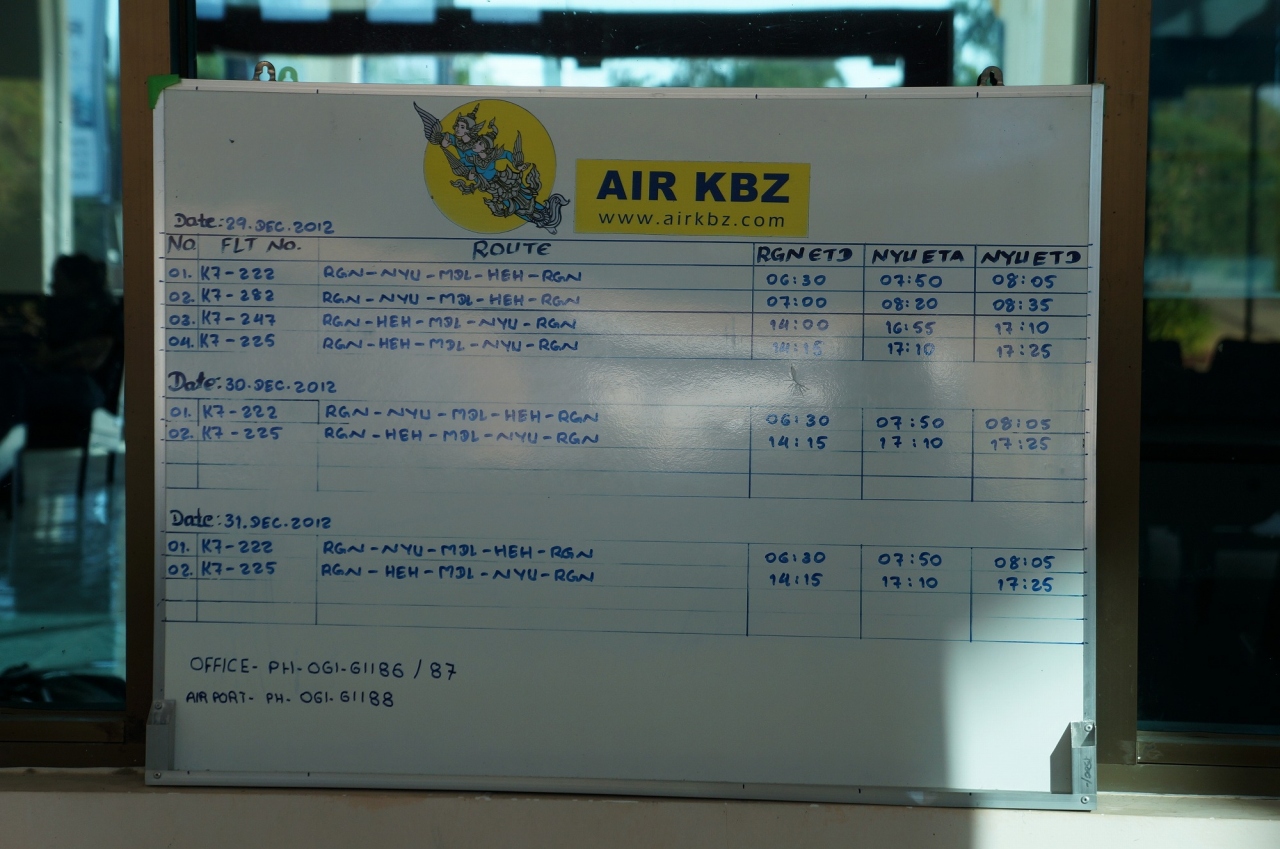 AIR KBZ
www.airkbz.com
Date: 29.DEC.2012
No. FLT No. ROUTE RGN ETD NYU ETA NYU ETD
01. K7-222 RGN-NYU-MDL-HEH-RGN 06:30 07:50 08:05
02. K7-282 RGN-NYU-MDL-HEH-RGN 07:00 08:20 08:35
03. K7-247 RGN-HEH-MDL-NYU-RGN 14:00 16:55 17:10
04. K7-225 RGN-HEH-MDL-NYU-RGN 14:15 17:10 17:25
Date: 30.DEC.2012
01. K7-222 RGN-NYU-MDL-HEH-RGN 06:30 07:50 08:05
02. K7-225 RGN-HEH-MDL-NYU-RGN 14:15 17:10 17:25
Date: 31.DEC.2012
01. K7-222 RGN-NYU-MDL-HEH-RGN 06:30 07:50 08:05
02. K7-225 RGN-HEH-MDL-NYU-RGN 14:15 17:10 17:25
OFFICE- PH-061-61186 / 87
AIR PORT- PH- 061-61188